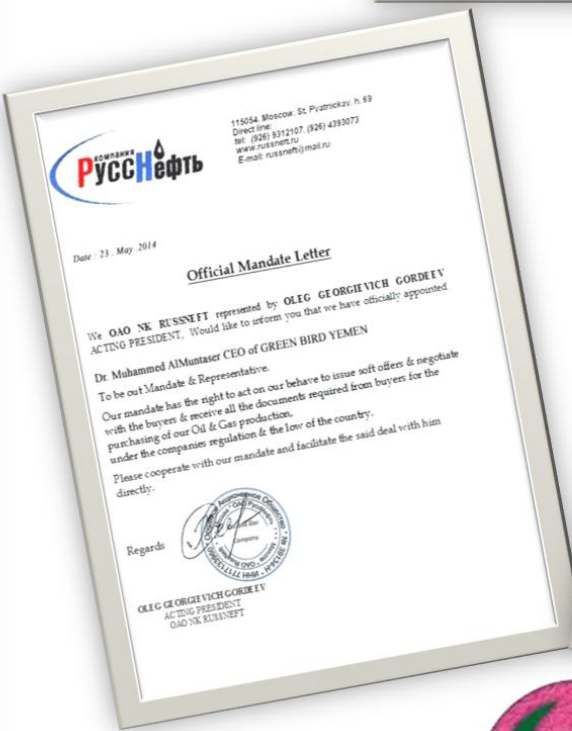 компания
РуссНефть
115054. Moscow. St. Pyatnickay. h. 69
Direct line:
tel: (926) 9312107, (926) 4393073
www.russneft.ru
E-mail: russneft@mail.ru
Date : 23 . May .2014
Official Mandate Letter
We OAO NK RUSSNEFT represented by OLEG GEORGIEVICH GORDEEV
ACTING PRESIDENT, Would like to inform you that we have officially appointed
Dr. Muhammed AlMuntaser CEO of GREEN BIRD YEMEN
To be out Mandate & Representative.
Our mandate has the right to act on our behave to issue soft offers & negotiate
with the buyers & receive all the documents required from buyers for the
purchasing of our Oil & Gas production,
under the companies regulation & the low of the country.
Please cooperate with our mandate and facilitate the said deal with him
directly.
Regards
Company
OLEG GEORGIEVICH GORDEEV
ACTING PRESIDENT
OAO NK RUSSNEFT